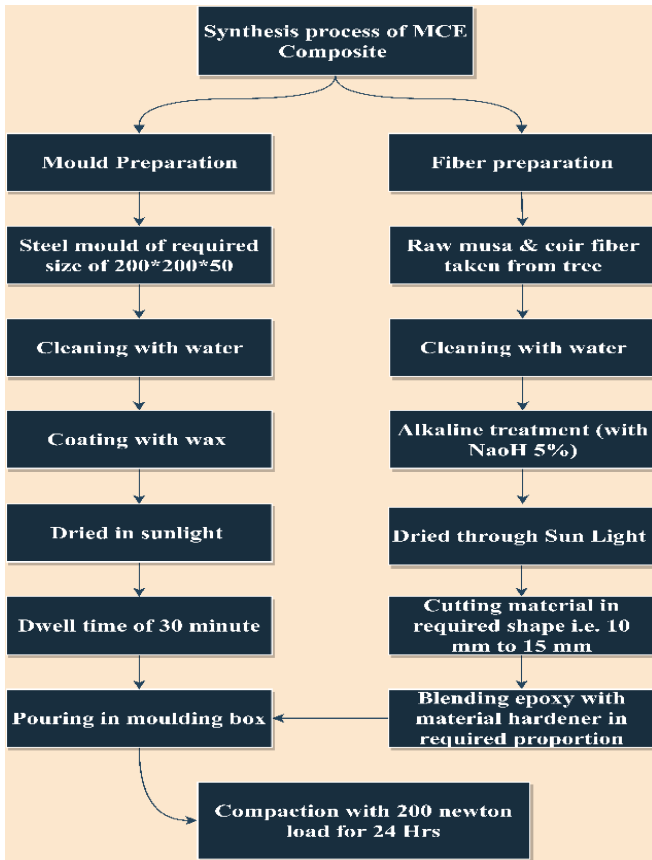 Synthesis process of MCE
Composite
Mould Preparation
Steel mould of required
size of 200*200*50
Cleaning with water
Coating with wax
Dried in sunlight
Dwell time of 30 minute
Pouring in moulding box
Fiber preparation
Raw musa & coir fiber
taken from tree
Cleaning with water
Alkaline treatment (with
NaoH 5%)
Dried through Sun Light
Cutting material in
required shape i.e. 10
mm to 15 mm
Blending epoxy with
material hardener in
required proportion
Compaction with 200 newton
load for 24 Hrs